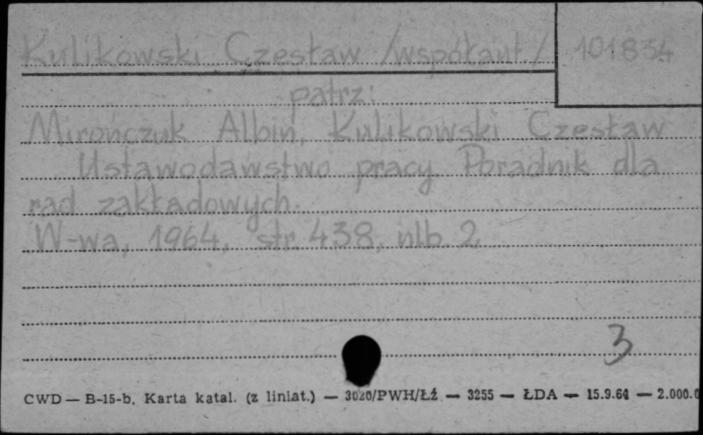 Kulikowski Czesław /współaut./ 101834
patrz:
Mirończuk Albin, Kulikowski Czesław
Ustawodawstwo pracy. Poradnik dla
rad zakładowych.
W-wa, 1964, str. 438, nlb. 2
3
CWD — B-15-b, Karta katal. (z liniat.) — 3020/PWH/Łź — 3255 — ŁDA — 15.9.64 — 2.000.0